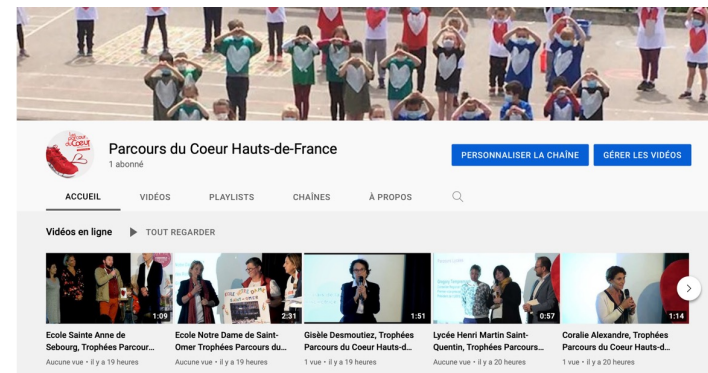 Les
parcours
du Coeur
Parcours du Coeur Hauts-de-France
1 abonné
PERSONNALISER LA CHAÎNE
GÉRER LES VIDÉOS
ACCUEIL
VIDÉOS
PLAYLISTS
CHAÎNES
À PROPOS
Vidéos en ligne
TOUT REGARDER
1:09
2:31
1:51
0:57
1:14
Ecole Sainte Anne de
Sebourg, Trophées Parcour...
Aucune vue • il y a 19 heures
Ecole Notre Dame de Saint-
Omer Trophées Parcours du...
Aucune vue • il y a 19 heures
Gisèle Desmoutiez, Trophées
Parcours du Coeur Hauts-d...
1 vue • il y a 19 heures
Lycée Henri Martin Saint-
Quentin, Trophées Parcours...
Aucune vue • il y a 20 heures
Coralie Alexandre, Trophées
Parcours du Coeur Hauts-d...
1 vue • il y a 20 heures